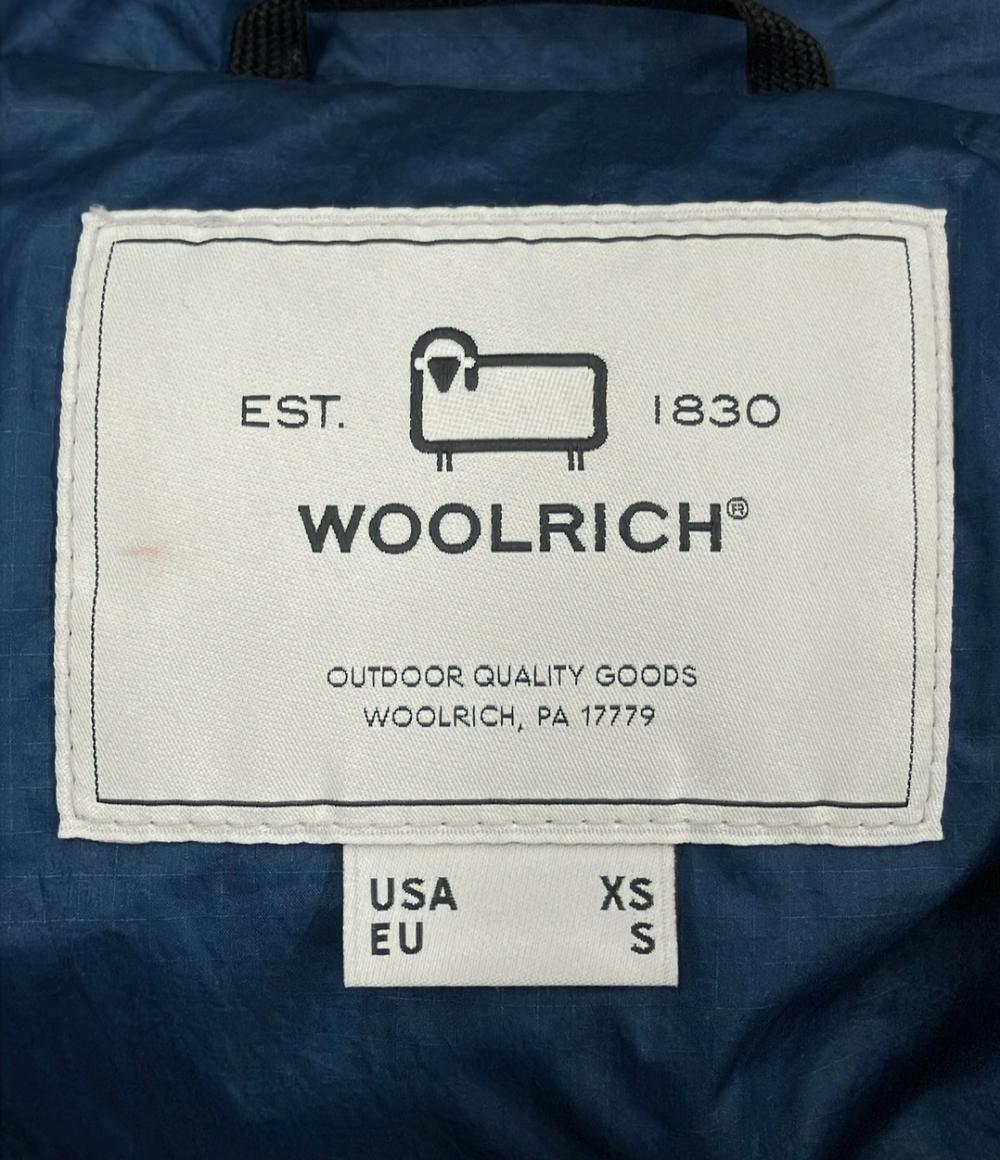 EST. 1830
WOOLRICH®
OUTDOOR QUALITY GOODS
WOOLRICH, PA 17779
USA XS
EU S